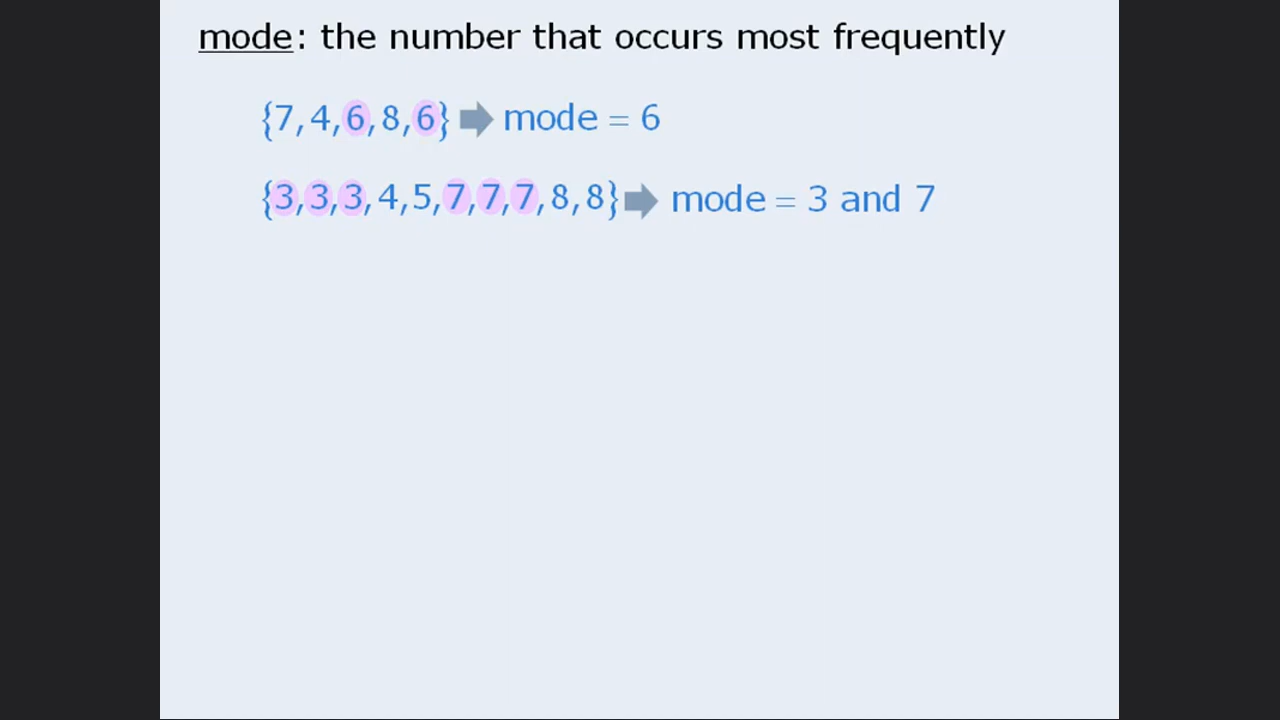 mode: the number that occurs most frequently
{7,4,6,8,6} mode = 6
{3,3,3,4,5,7,7,7,8,8} mode = 3 and 7